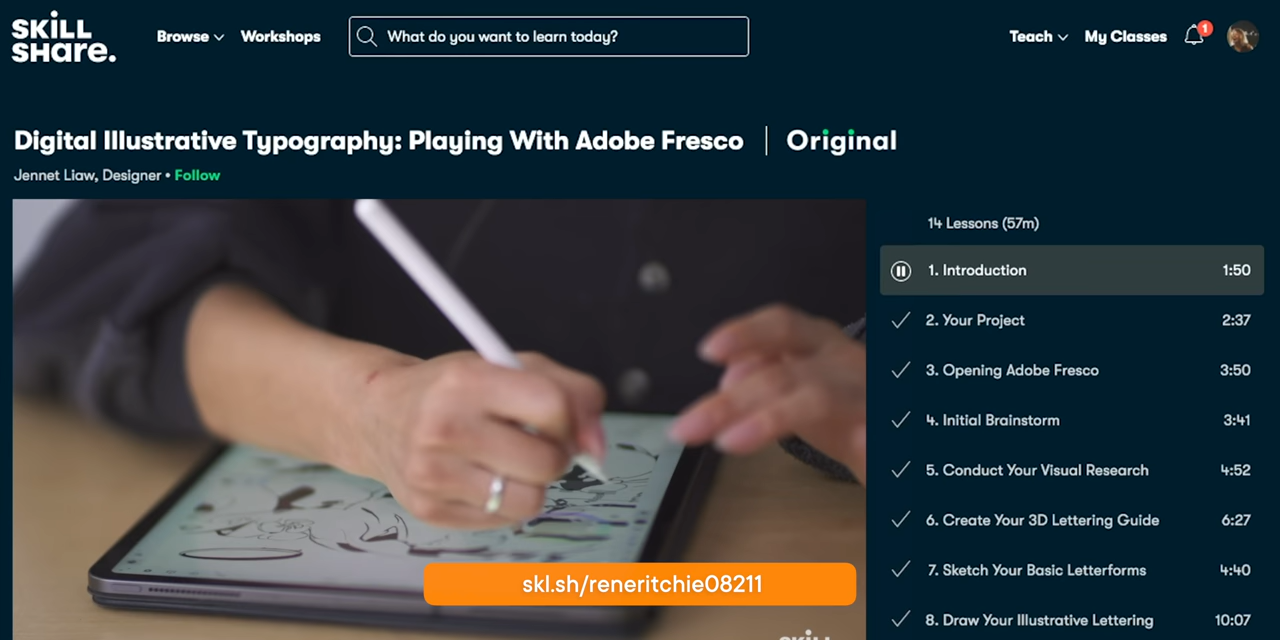 SKILL
SHARE.
Browse
Workshops
What do you want to learn today?
Teach
My Classes
1
Digital Illustrative Typography: Playing With Adobe Fresco | Original
Jennet Liaw, Designer • Follow
14 Lessons (57m)
1. Introduction 1:50
2. Your Project 2:37
3. Opening Adobe Fresco 3:50
4. Initial Brainstorm 3:41
5. Conduct Your Visual Research 4:52
6. Create Your 3D Lettering Guide 6:27
7. Sketch Your Basic Letterforms 4:40
8. Draw Your Illustrative Lettering 10:07
skl.sh/reneritchie08211
SKILL